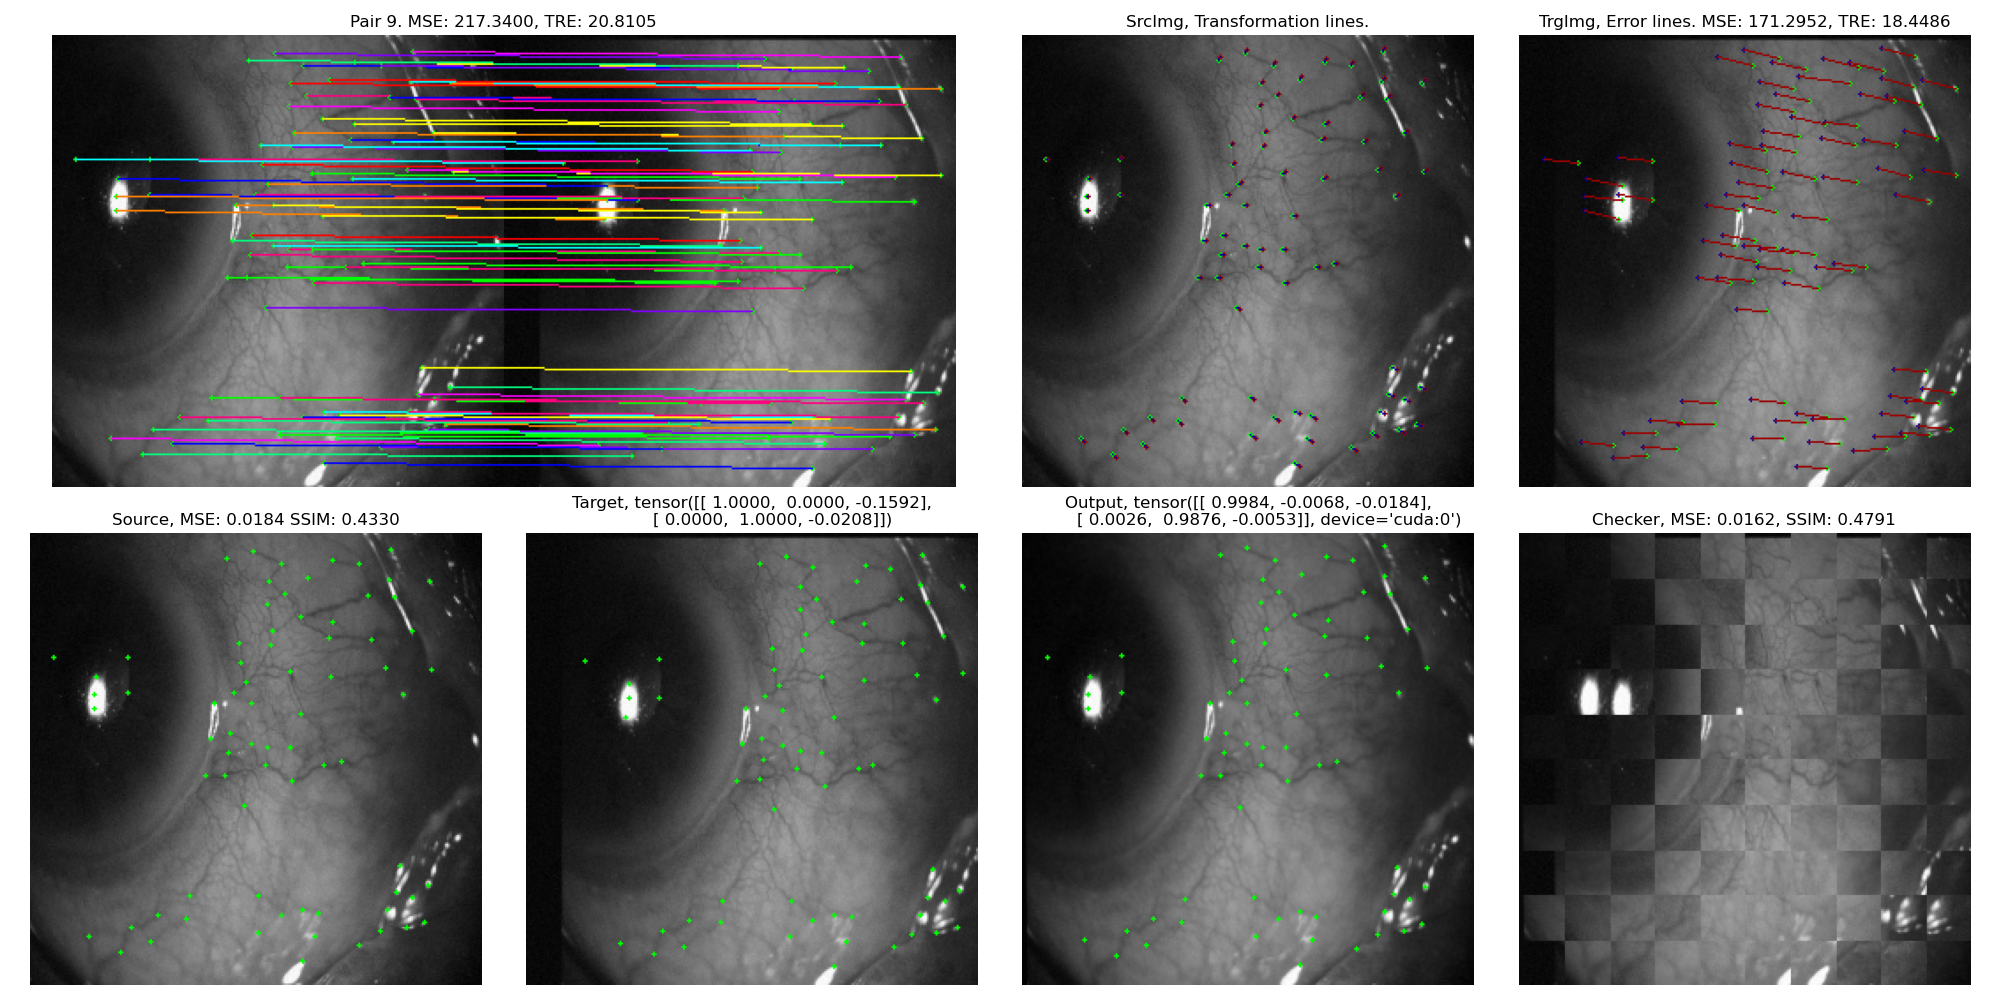 Pair 9. MSE: 217.3400, TRE: 20.8105
SrcImg, Transformation lines.
TrgImg, Error lines. MSE: 171.2952, TRE: 18.4486
Source, MSE: 0.0184 SSIM: 0.4330
Target, tensor([[ 1.0000,  0.0000, -0.1592],
[ 0.0000,  1.0000, -0.0208]])
Output, tensor([[ 0.9984, -0.0068, -0.0184],
[ 0.0026,  0.9876, -0.0053]], device='cuda:0')
Checker, MSE: 0.0162, SSIM: 0.4791